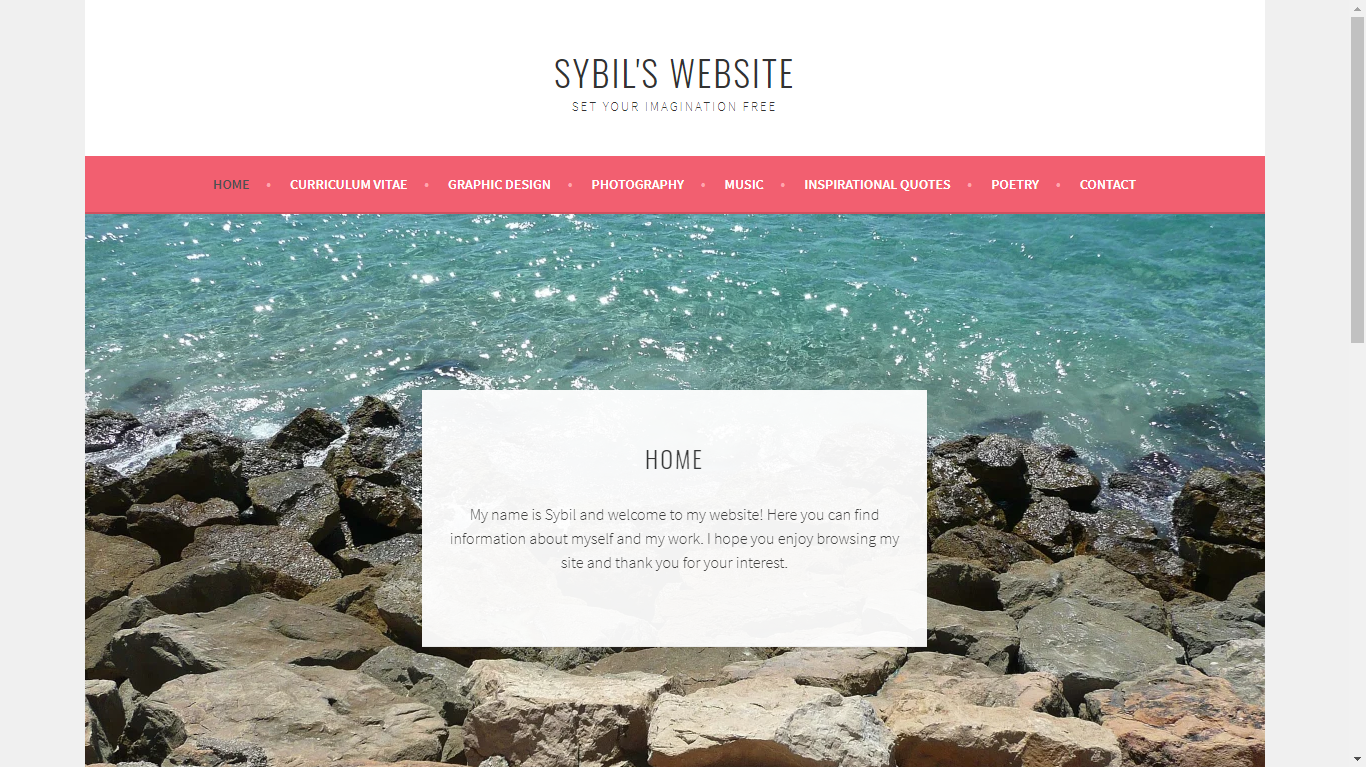 SYBIL'S WEBSITE
SET YOUR IMAGINATION FREE
HOME • CURRICULUM VITAE • GRAPHIC DESIGN • PHOTOGRAPHY • MUSIC • INSPIRATIONAL QUOTES • POETRY • CONTACT
HOME
My name is Sybil and welcome to my website! Here you can find
information about myself and my work. I hope you enjoy browsing my
site and thank you for your interest.